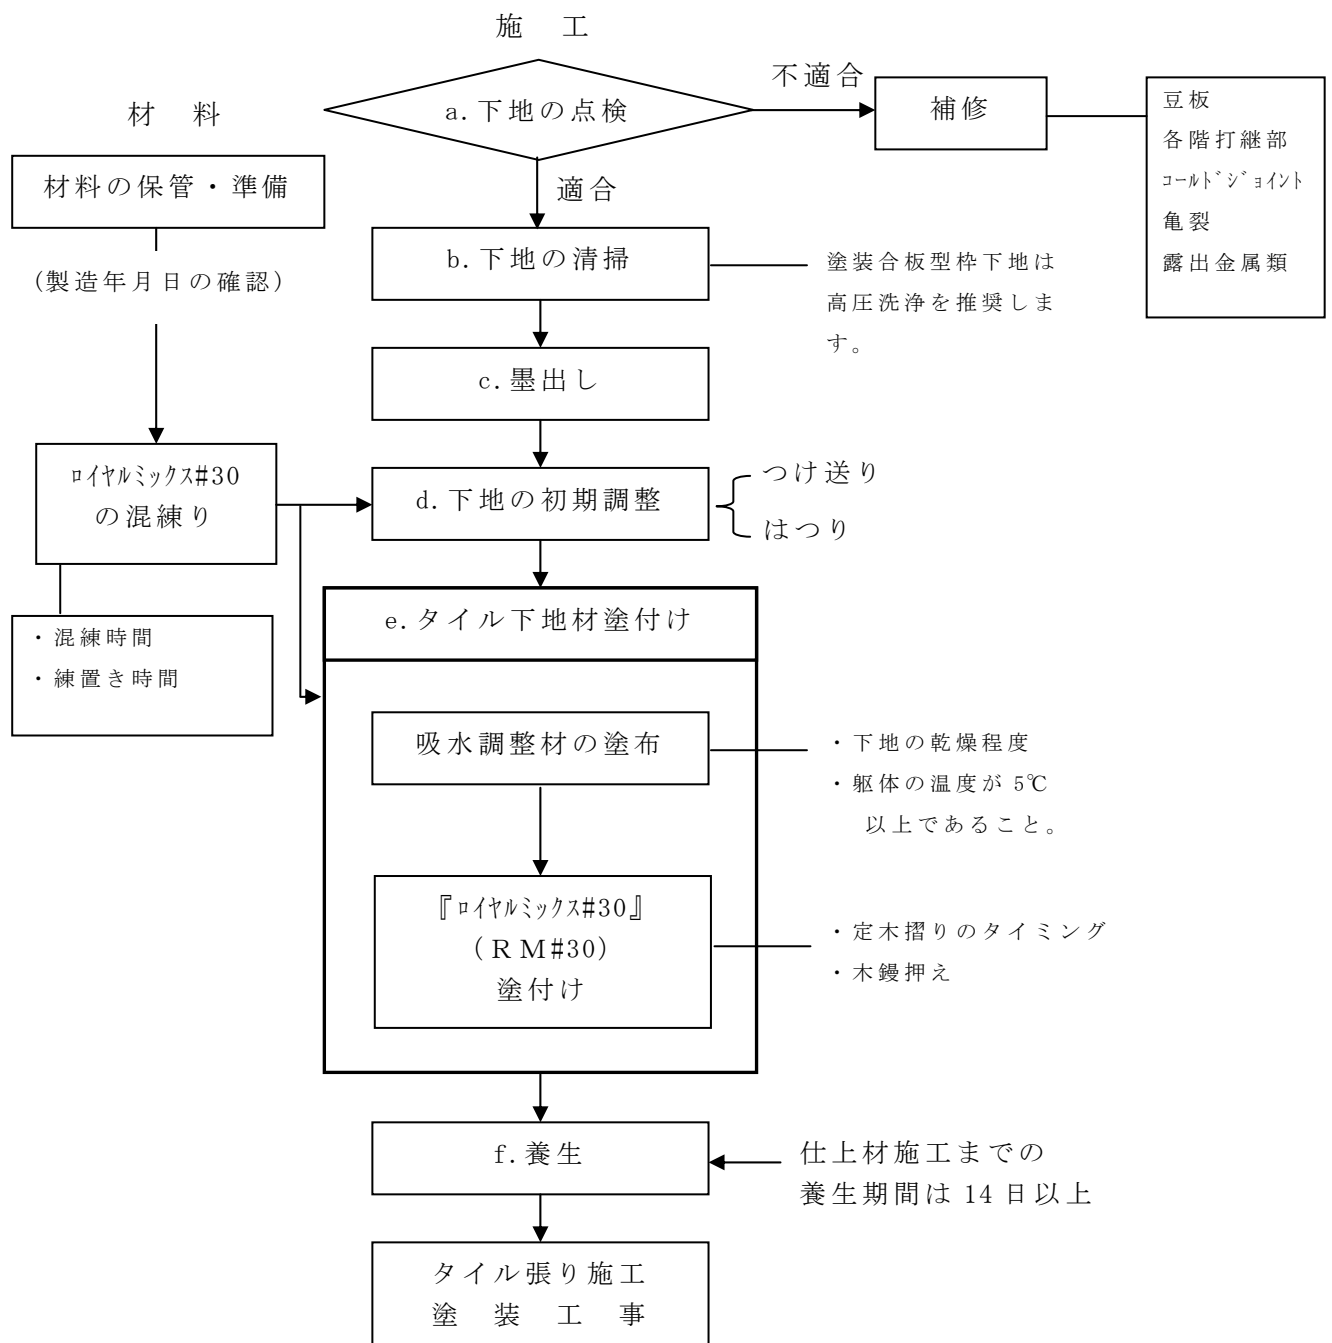 施 工
a.下地の点検
不適合
補修
豆板
各階打継部
ｺｰﾙﾄﾞｼﾞｮｲﾝﾄ
亀裂
露出金属類
材 料
材料の保管・準備
(製造年月日の確認)
適合
b.下地の清掃
塗装合板型枠下地は
高圧洗浄を推奨しま
す。
c.墨出し
ﾛｲﾔﾙﾐｯｸｽ#30
の混練り
・混練時間
・練置き時間
d.下地の初期調整
つけ送り
はつり
e.タイル下地材塗付け
吸水調整材の塗布
・下地の乾燥程度
・躯体の温度が 5℃
以上であること。
『ﾛｲﾔﾙﾐｯｸｽ#30』
(ＲＭ#30)
塗付け
・定木摺りのタイミング
・木鏝押え
f.養生
仕上材施工までの
養生期間は 14 日以上
タイル張り施工
塗 装 工 事